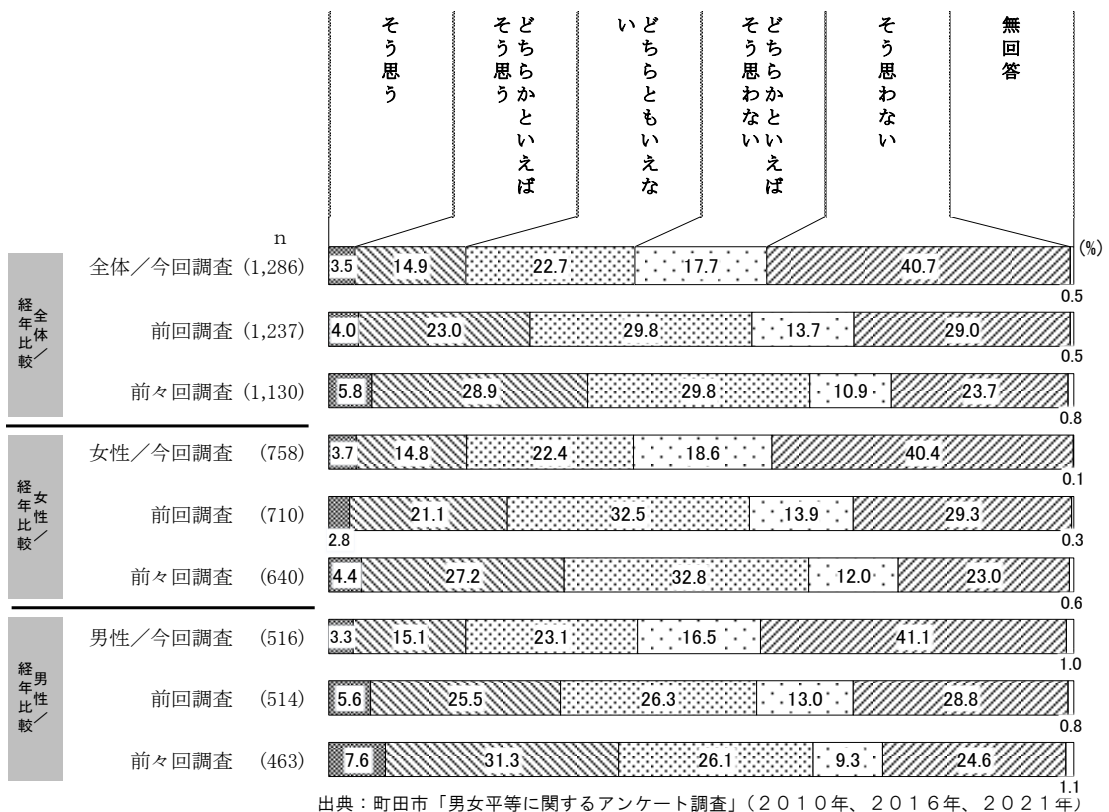 そう思う
どちらかといえば
そう思う
どちらともいえな
い
どちらかといえば
そう思わない
そう思わない
無回答
n
(%)
全体／
経年比較
全体／今回調査 (1,286) 3.5 14.9 22.7 17.7 40.7 0.5
前回調査 (1,237) 4.0 23.0 29.8 13.7 29.0 0.5
前々回調査 (1,130) 5.8 28.9 29.8 10.9 23.7 0.8
女性／
経年比較
女性／今回調査 (758) 3.7 14.8 22.4 18.6 40.4 0.1
前回調査 (710) 2.8 21.1 32.5 13.9 29.3 0.3
前々回調査 (640) 4.4 27.2 32.8 12.0 23.0 0.6
男性／
経年比較
男性／今回調査 (516) 3.3 15.1 23.1 16.5 41.1 1.0
前回調査 (514) 5.6 25.5 26.3 13.0 28.8 0.8
前々回調査 (463) 7.6 31.3 26.1 9.3 24.6 1.1
出典：町田市「男女平等に関するアンケート調査」（２０１０年、２０１６年、２０２１年）